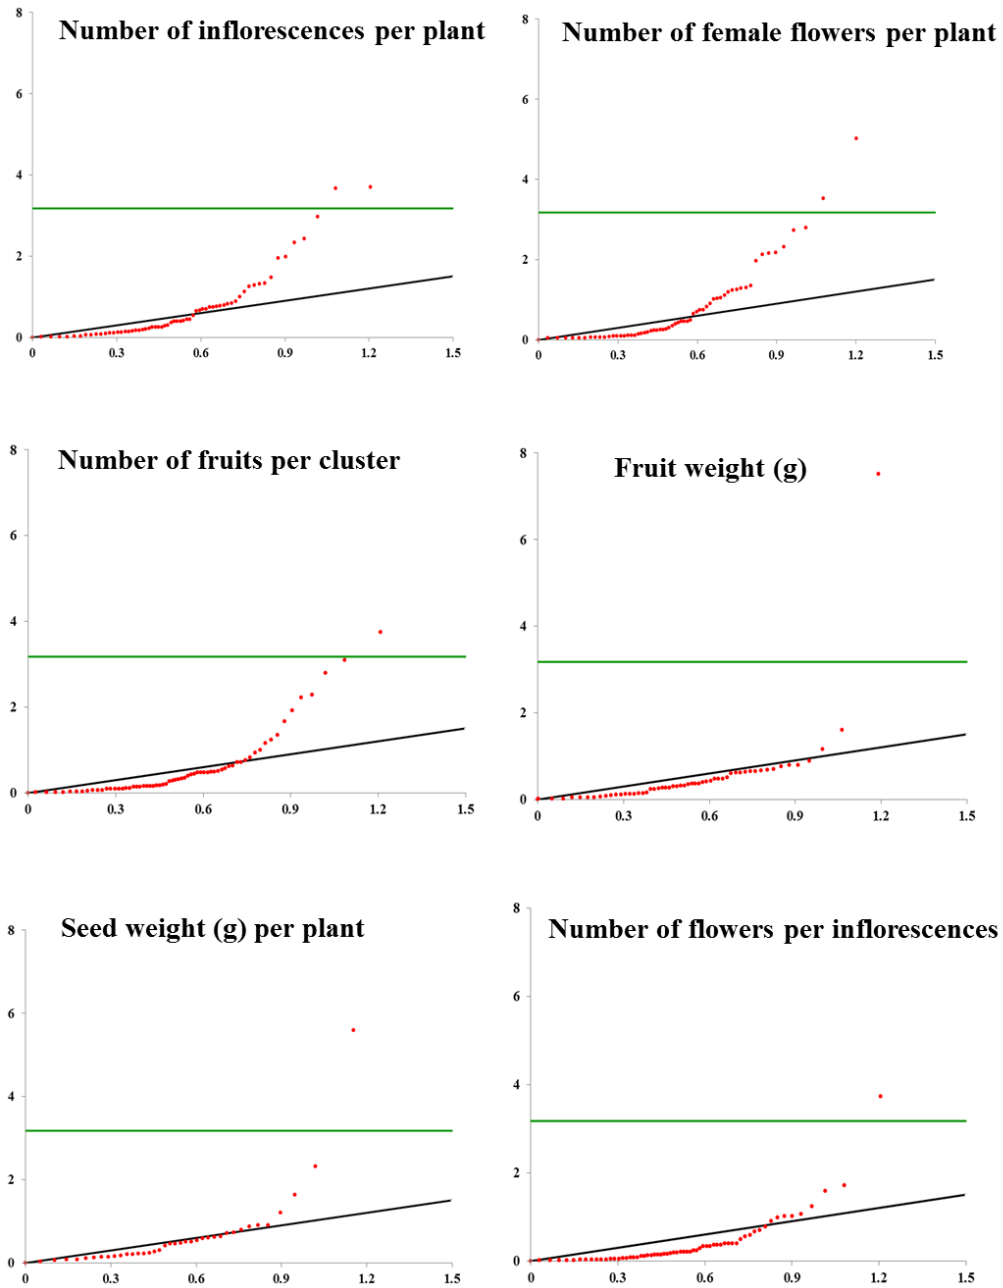 Number of inflorescences per plant
8
6
4
2
0
0 0.3 0.6 0.9 1.2 1.5
Number of female flowers per plant
8
6
4
2
0
0 0.3 0.6 0.9 1.2 1.5
Number of fruits per cluster
8
6
4
2
0
0 0.3 0.6 0.9 1.2 1.5
Fruit weight (g)
8
6
4
2
0
0 0.3 0.6 0.9 1.2 1.5
Seed weight (g) per plant
8
6
4
2
0
0 0.3 0.6 0.9 1.2 1.5
Number of flowers per inflorescences
8
6
4
2
0
0 0.3 0.6 0.9 1.2 1.5